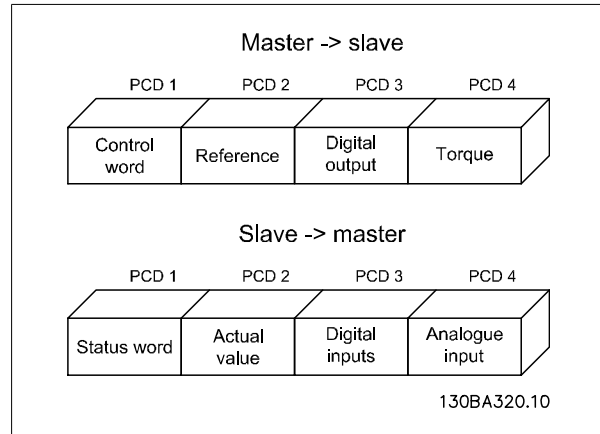 Master -> slave
PCD 1 PCD 2 PCD 3 PCD 4
Control word Reference Digital output Torque
Slave -> master
PCD 1 PCD 2 PCD 3 PCD 4
Status word Actual value Digital inputs Analogue input
130BA320.10